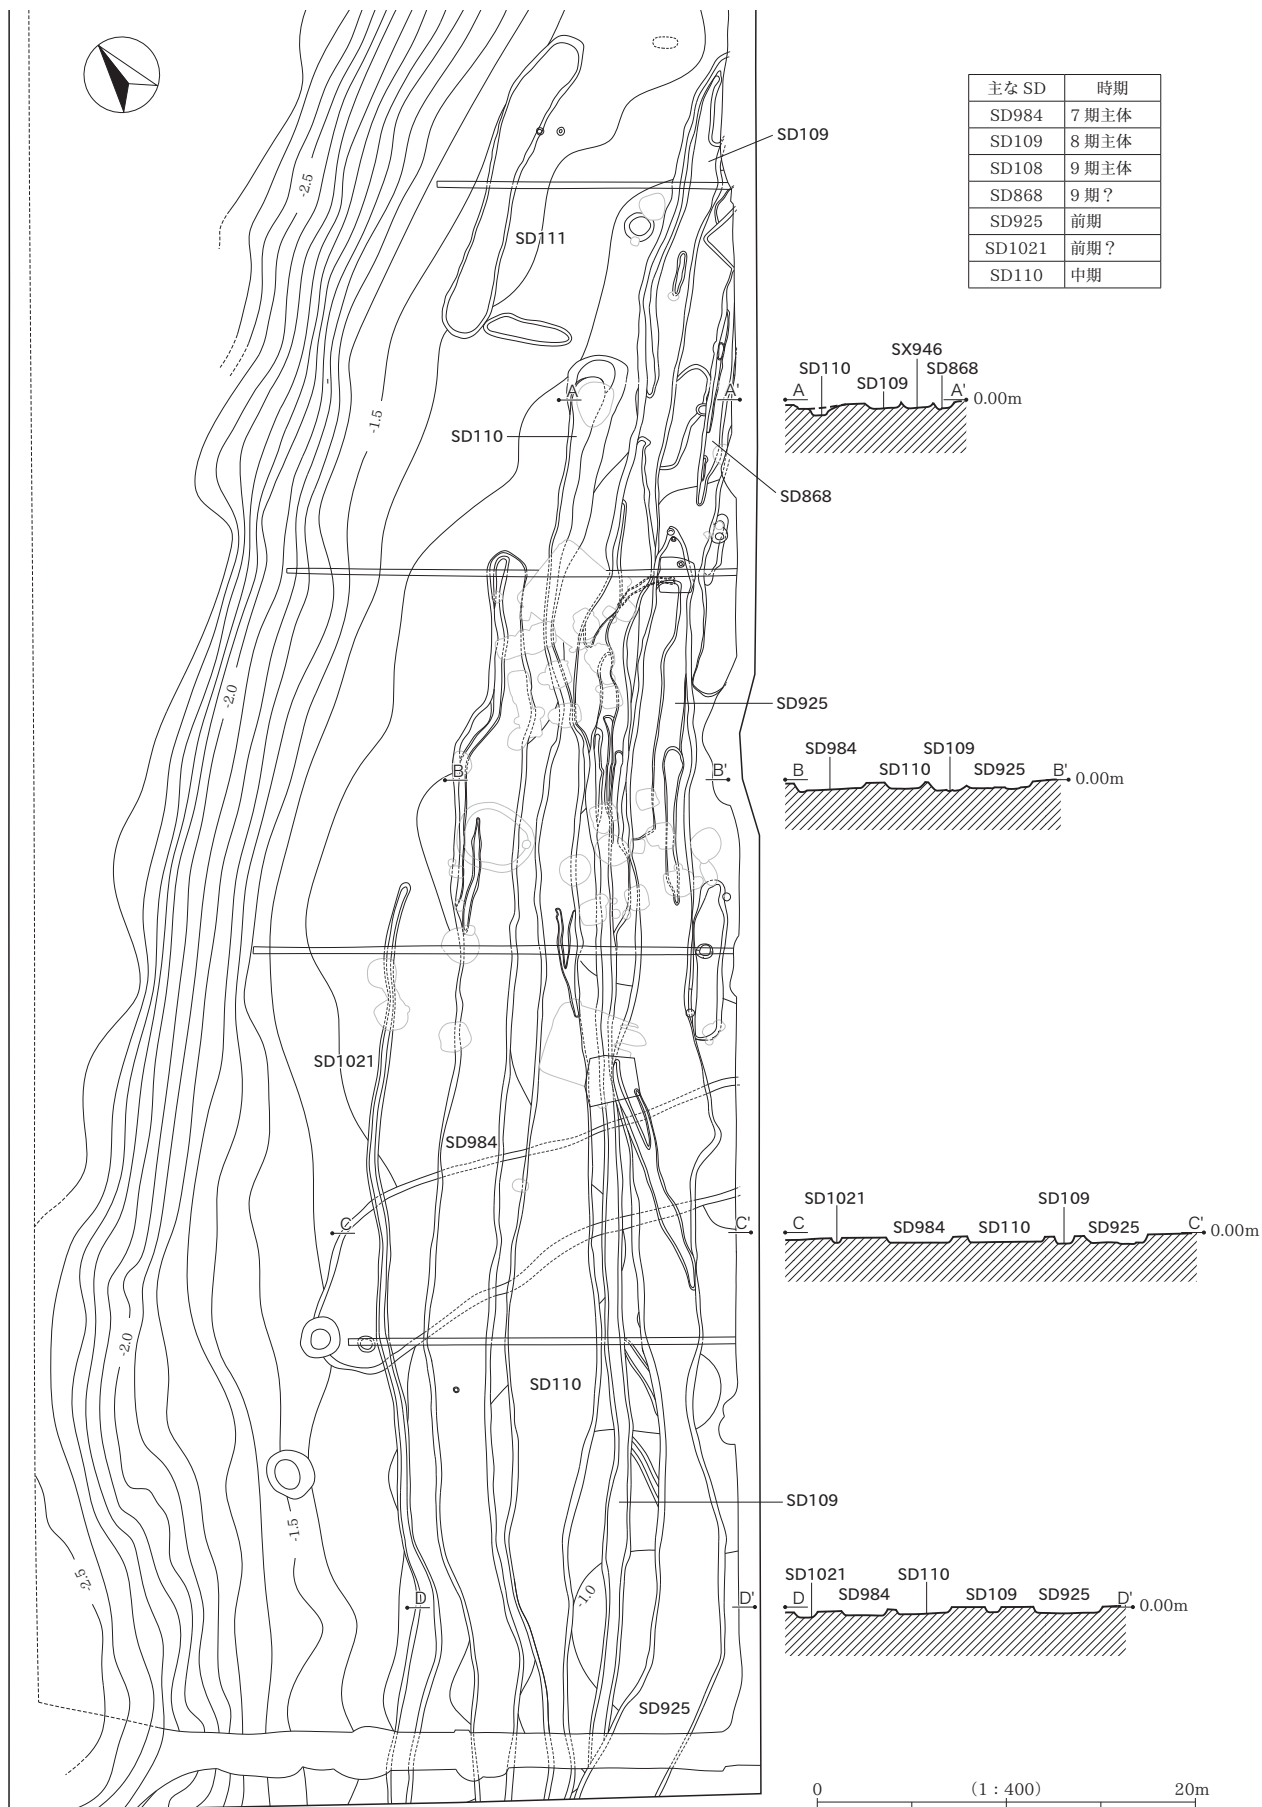 主な SD 時期
SD984 7 期主体
SD109 8 期主体
SD108 9 期主体
SD868 9 期？
SD925 前期
SD1021 前期？
SD110 中期
SD109
-2.5
SD111
A A'
-1.5
SD110
SD868
SX946
SD110 SD868
SD109
A A' 0.00m
-2.0
SD925
B B'
SD984 SD109
SD110 SD925
B B' 0.00m
SD1021
SD984
C C'
SD1021 SD109
SD984 SD110 SD925
C C' 0.00m
-2.0
SD110
SD109
-1.5
-2.5
-1.0
D D'
SD1021 SD110
SD984 SD109 SD925
D D' 0.00m
SD925
0 （1：400） 20m